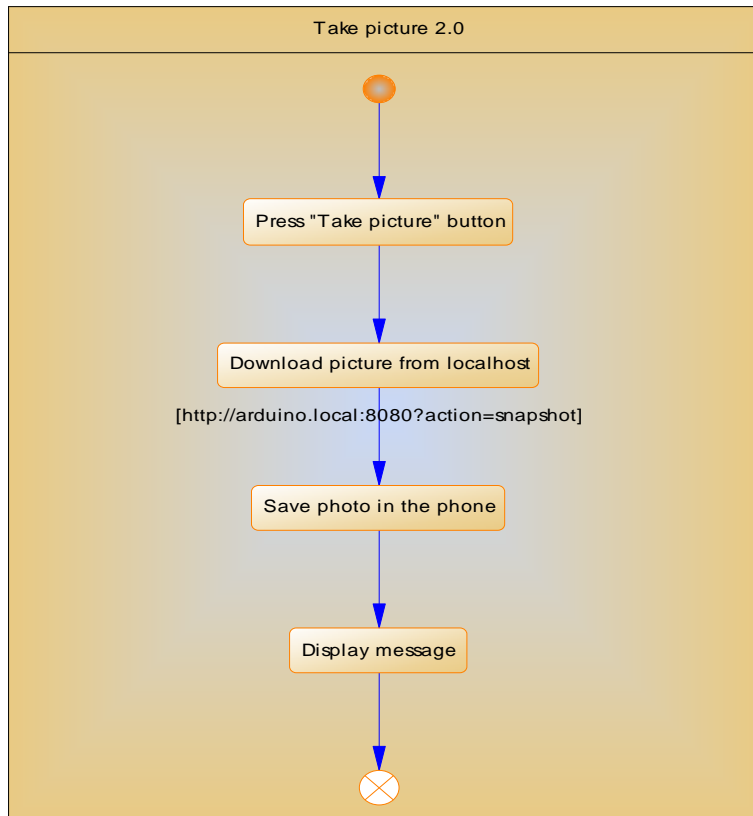 Take picture 2.0
Press "Take picture" button
Download picture from localhost
[http://arduino.local:8080?action=snapshot]
Save photo in the phone
Display message